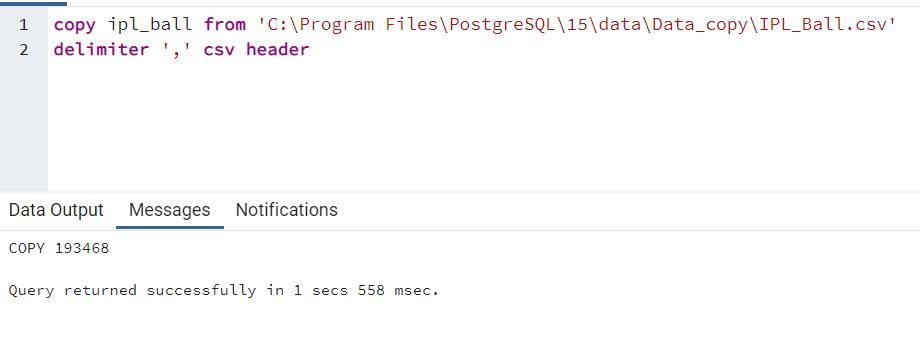 1 copy ipl_ball from 'C:\Program Files\PostgreSQL\15\data\Data_copy\IPL_Ball.csv'
2 delimiter ',' csv header
Data Output Messages Notifications
COPY 193468
Query returned successfully in 1 secs 558 msec.